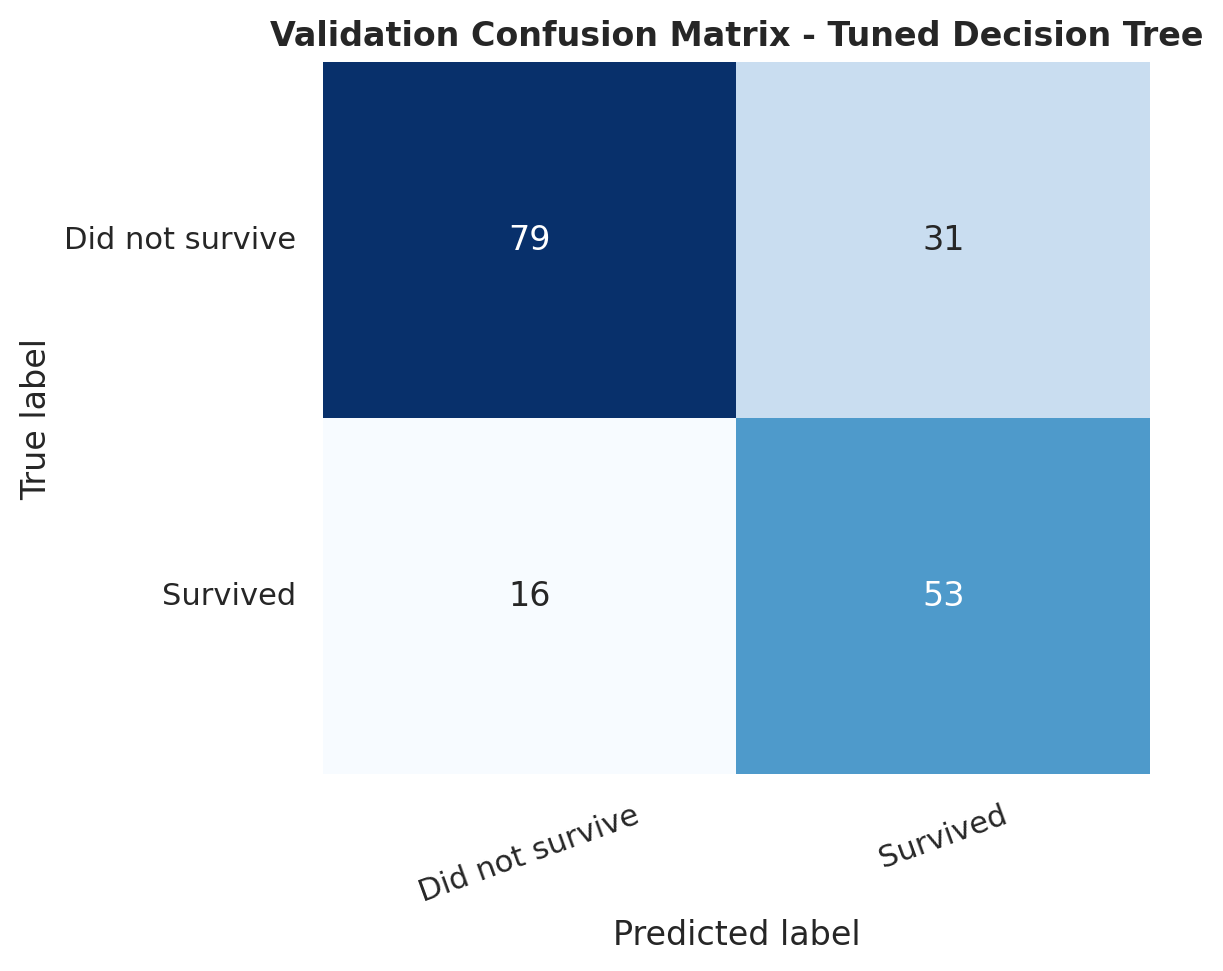 Validation Confusion Matrix - Tuned Decision Tree
True label
Did not survive
79
31
Survived
16
53
Did not survive
Survived
Predicted label